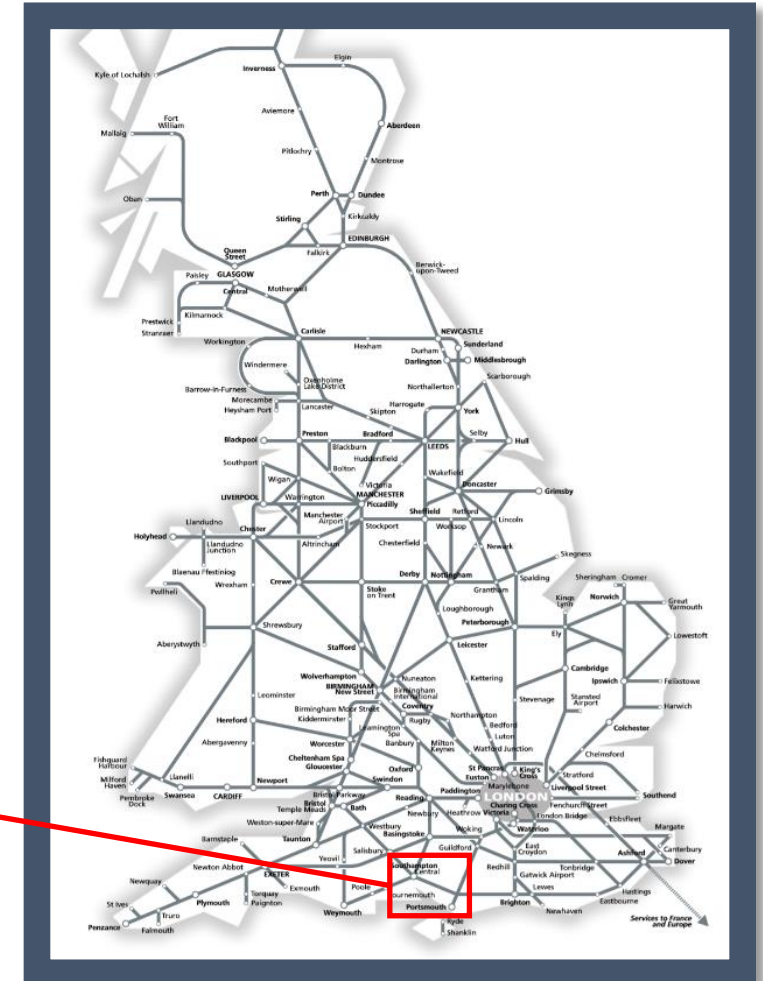 Elgin
Inverness
Kyle of Lochalsh
Aviemore
Fort
William
Aberdeen
Mallaig
Pitlochry
Montrose
Perth
Dundee
Oban
Stirling
Kirkcaldy
EDINBURGH
Queen
Street
Falkirk
Berwick-
upon-Tweed
Paisley
GLASGOW
Central
Motherwell
Kilmarnock
Prestwick
Stranraer
Carlisle
NEWCASTLE
Workington
Hexham
Sunderland
Durham
Darlington
Middlesbrough
Windermere
Scarborough
Oxenholme
Lake District
Northallerton
Barrow-in-Furness
Morecambe
Heysham Port
Lancaster
Harrogate
Skipton
York
Blackpool
Preston
Bradford
Selby
Hull
Blackburn
LEEDS
Huddersfield
Southport
Bolton
Wakefield
Wigan
Victoria
Doncaster
LIVERPOOL
Warrington
MANCHESTER
Piccadilly
Grimsby
Manchester
Airport
Sheffield
Retford
Llandudno
Chester
Stockport
Worksop
Lincoln
Holyhead
Llandudno
Junction
Altrincham
Chesterfield
Newark
Skegness
Blaenau Ffestiniog
Crewe
Derby
Nottingham
Spalding
Sheringham
Cromer
Pwllheli
Wrexham
Stoke
on Trent
Grantham
Kings
Lynn
Norwich
Great
Yarmouth
Loughborough
Aberystwyth
Shrewsbury
Peterborough
Ely
Lowestoft
Stafford
Leicester
Wolverhampton
BIRMINGHAM
New Street
Nuneaton
Kettering
Cambridge
Birmingham
International
Ipswich
Felixstowe
Leominster
Birmingham Moor Street
Coventry
Stevenage
Stansted
Airport
Harwich
Kidderminster
Rugby
Northampton
Hereford
Leamington
Spa
Bedford
Colchester
Abergavenny
Worcester
Banbury
Milton
Keynes
Luton
Cheltenham Spa
Watford Junction
Chelmsford
Fishguard
Harbour
Gloucester
Oxford
St Pancras
King's
Cross
Llanelli
Newport
Swindon
Euston
Stratford
Milford
Haven
Paddington
Marylebone
Liverpool Street
Pembroke
Dock
Swansea
CARDIFF
Bristol Parkway
Reading
LONDON
Southend
Bristol
Temple Meads
Bath
Newbury
Heathrow
Victoria
Charing Cross
Fenchurch Street
Weston-super-Mare
Westbury
London Bridge
Ebbsfleet
Basingstoke
Woking
Waterloo
Margate
Barnstaple
Taunton
Salisbury
Guildford
East
Croydon
Canterbury
Yeovil
Southampton
Central
Redhill
Tonbridge
Ashford
Dover
Newton Abbot
EXETER
Gatwick Airport
Newquay
Exmouth
Poole
Bournemouth
Lewes
Hastings
St Ives
Plymouth
Torquay
Paignton
Weymouth
Portsmouth
Brighton
Eastbourne
Truro
Newhaven
Penzance
Falmouth
Ryde
Shanklin
Services to France
and Europe